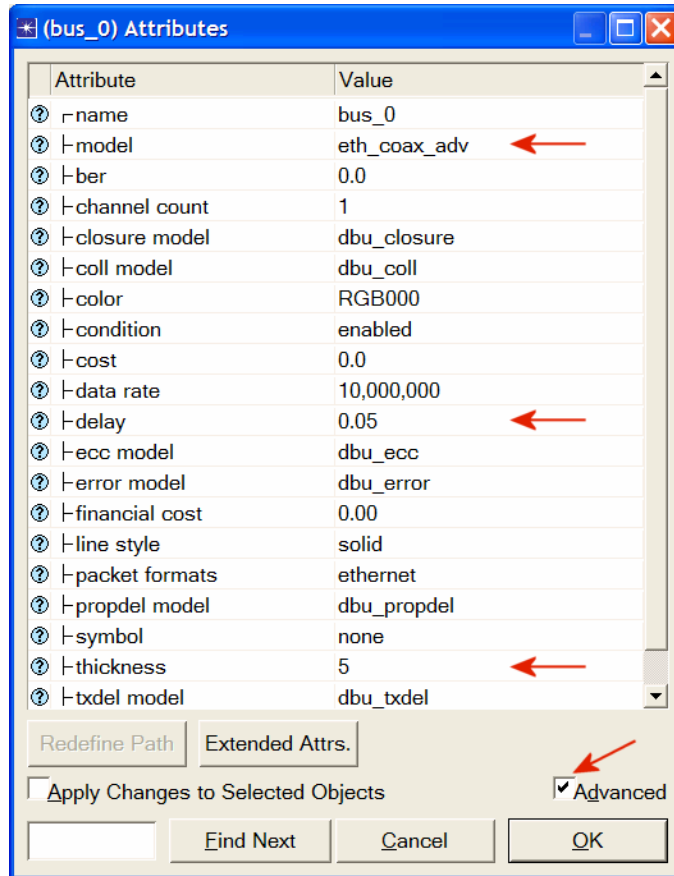 (bus_0) Attributes
Attribute Value
name bus_0
model eth_coax_adv
ber 0.0
channel count 1
closure model dbu_closure
coll model dbu_coll
color RGB000
condition enabled
cost 0.0
data rate 10,000,000
delay 0.05
ecc model dbu_ecc
error model dbu_error
financial cost 0.00
line style solid
packet formats ethernet
propdel model dbu_propdel
symbol none
thickness 5
txdel model dbu_txdel
Redefine Path Extended Attrs.
Apply Changes to Selected Objects Advanced
Find Next Cancel OK